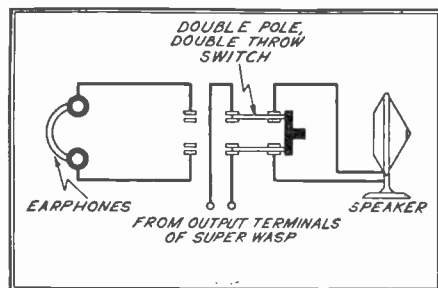 DOUBLE POLE,
DOUBLE THROW
SWITCH
EARPHONES
SPEAKER
FROM OUTPUT TERMINALS
OF SUPER WASP